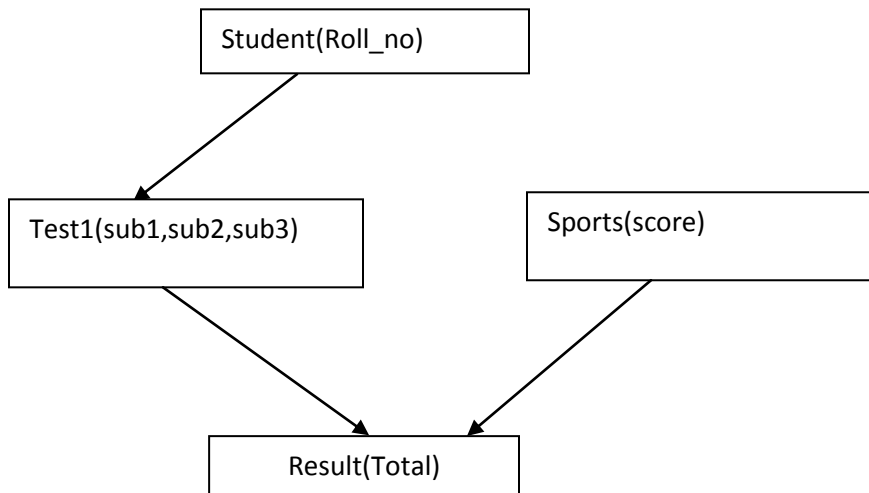 Student(Roll_no)
Test1(sub1,sub2,sub3)
Sports(score)
Result(Total)